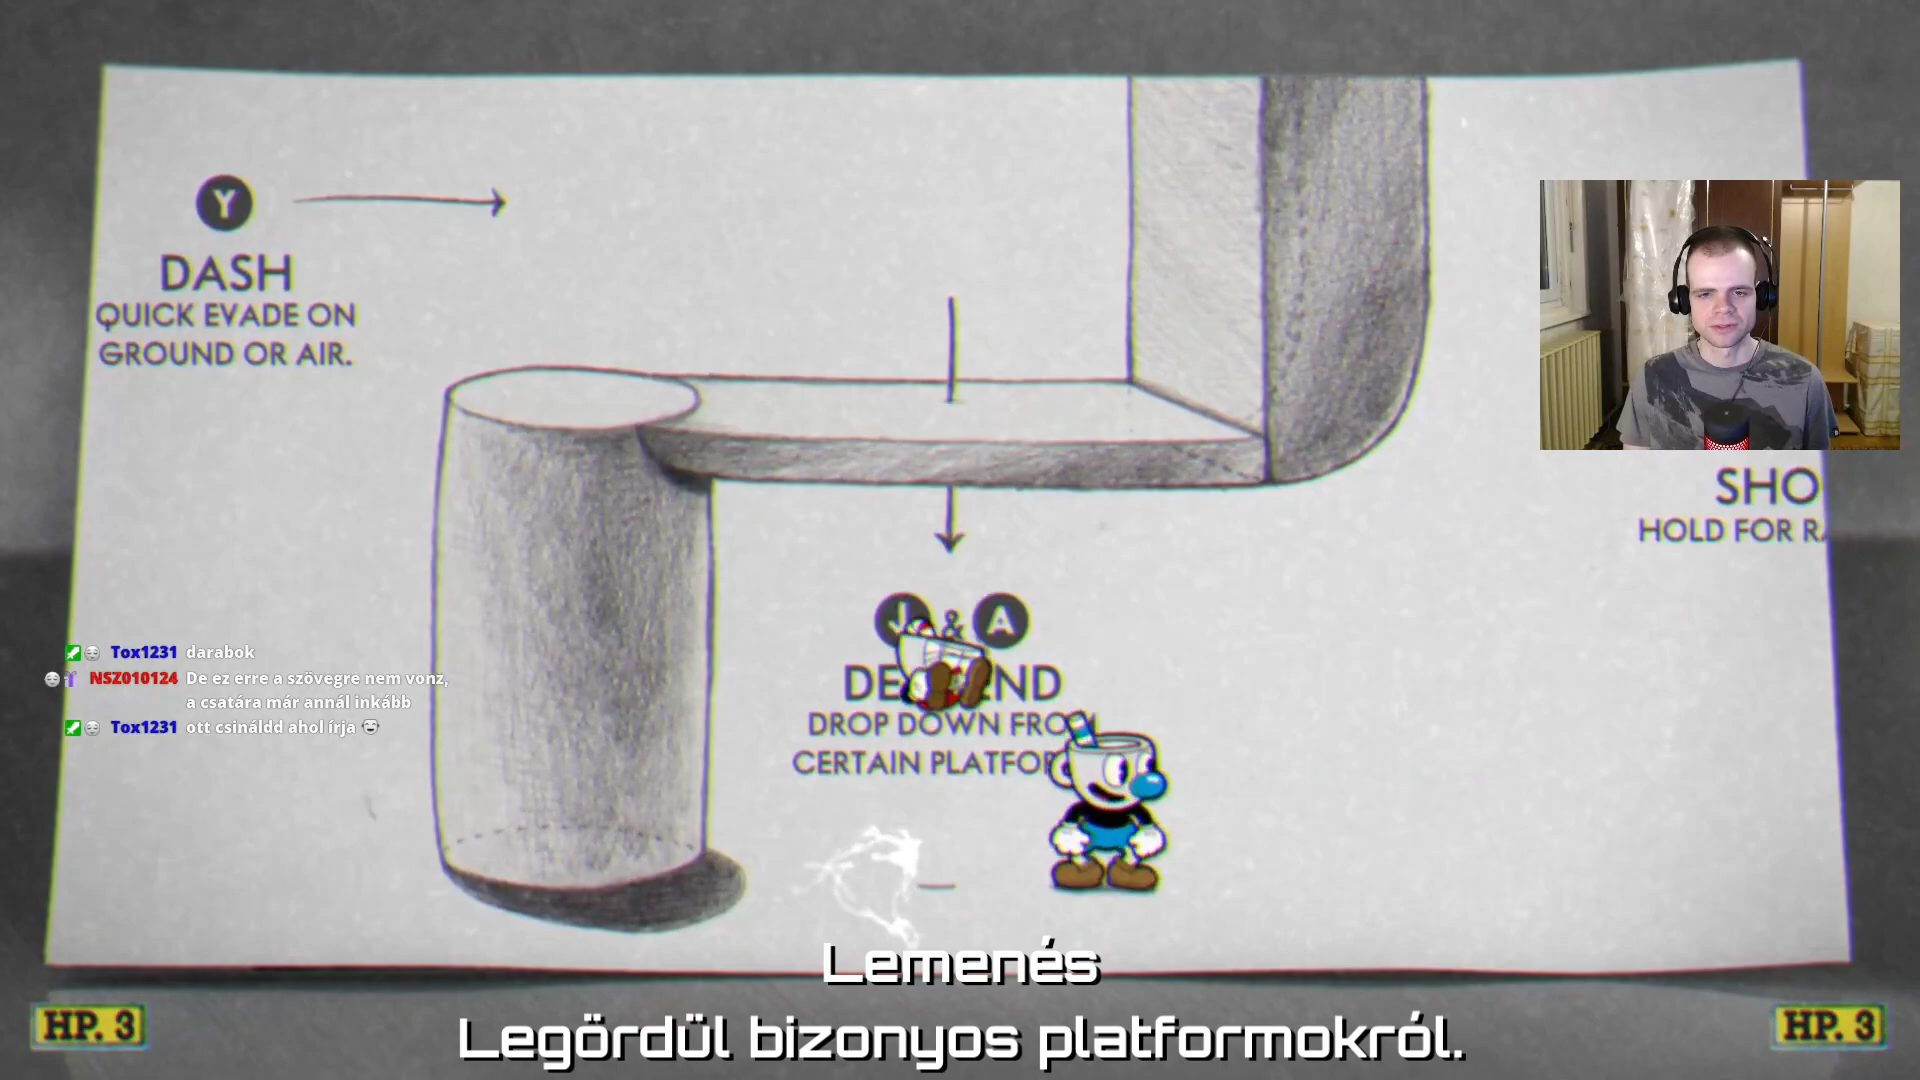 Y
DASH
QUICK EVADE ON
GROUND OR AIR.
SHO
HOLD FOR RA
& A
DROP DOWN FROM
CERTAIN PLATFOR
Tox1231 darabok
NSZ010124 De ez erre a szövegre nem vonz,
a csatára már annál inkább
Tox1231 ott csináldd ahol írja
Lemenés
Legördül bizonyos platformokról.
HP. 3
HP. 3